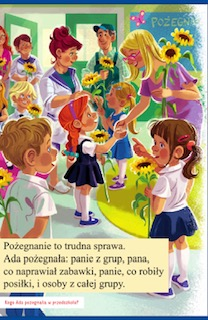 POŻEGNA
Pożegnanie to trudna sprawa.
Ada pożegnała: panie z grup, pana,
co naprawiał zabawki, panie, co robiły
posiłki, i osoby z całej grupy.
Kogo Ada pożegnała w przedszkolu?